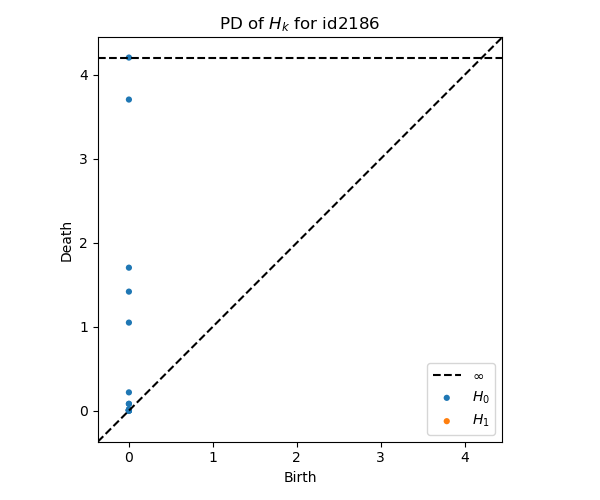 PD of $H_k$ for id2186
Death
4
3
2
1
0
0 1 2 3 4
Birth
∞
$H_0$
$H_1$